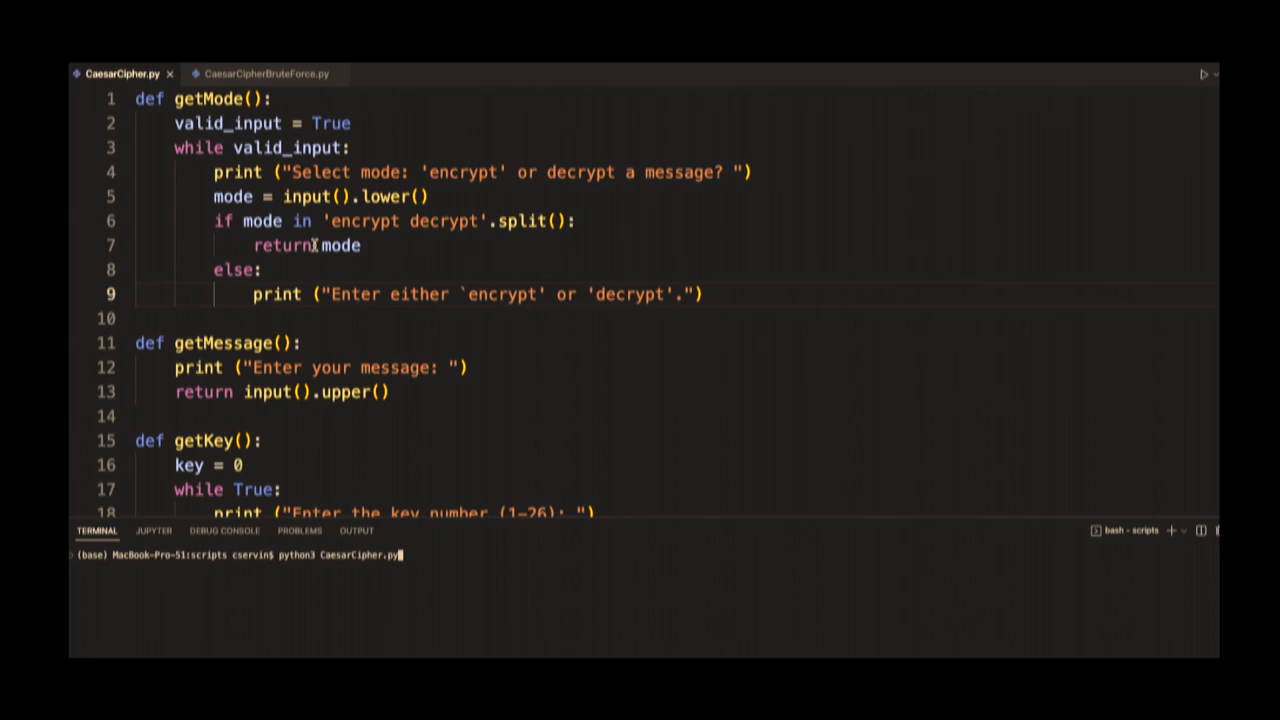 CaesarCipher.py CaesarCipherBruteForce.py
1 def getMode():
2 valid_input = True
3 while valid_input:
4 print ("Select mode: 'encrypt' or decrypt a message? ")
5 mode = input().lower()
6 if mode in 'encrypt decrypt'.split():
7 return mode
8 else:
9 print ("Enter either `encrypt' or 'decrypt'.")
10
11 def getMessage():
12 print ("Enter your message: ")
13 return input().upper()
14
15 def getKey():
16 key = 0
17 while True:
18 print ("Enter the key number (1-26): ")
TERMINAL JUPYTER DEBUG CONSOLE PROBLEMS OUTPUT bash - scripts
(base) MacBook-Pro-51:scripts cservin$ python3 CaesarCipher.py